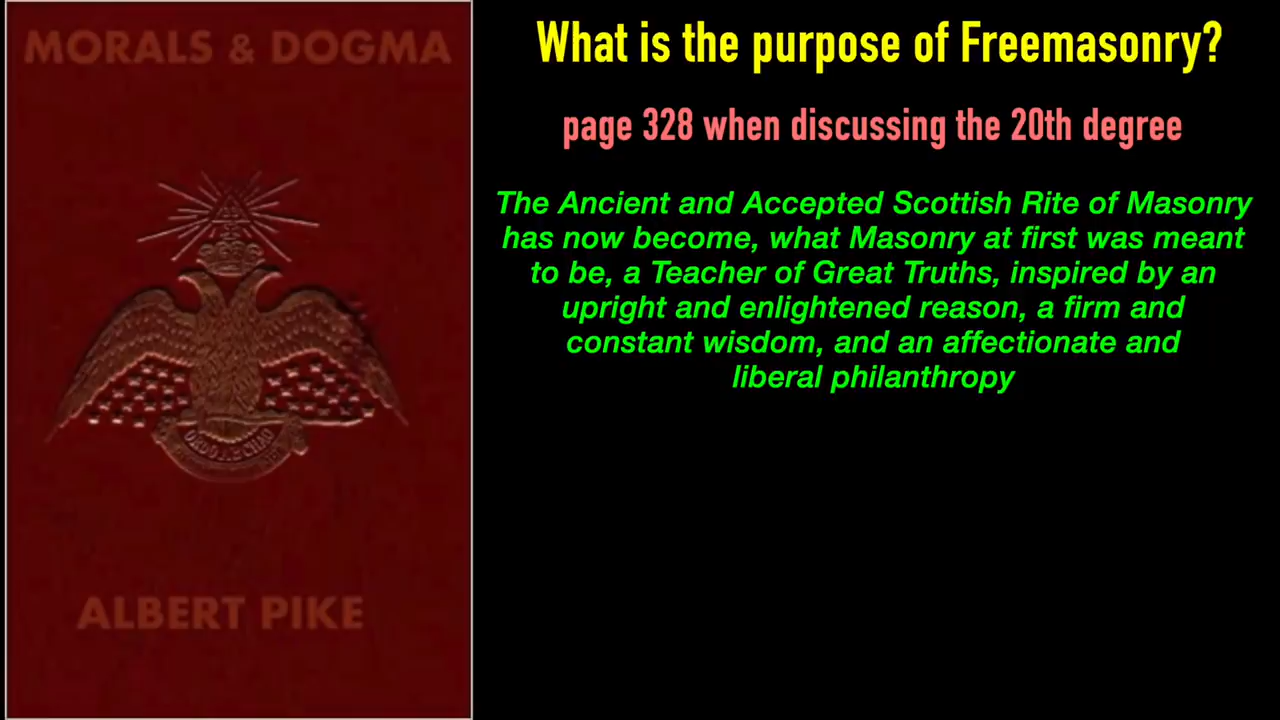 MORALS & DOGMA
ORDO AB CHAO
ALBERT PIKE
What is the purpose of Freemasonry?
page 328 when discussing the 20th degree
The Ancient and Accepted Scottish Rite of Masonry
has now become, what Masonry at first was meant
to be, a Teacher of Great Truths, inspired by an
upright and enlightened reason, a firm and
constant wisdom, and an affectionate and
liberal philanthropy